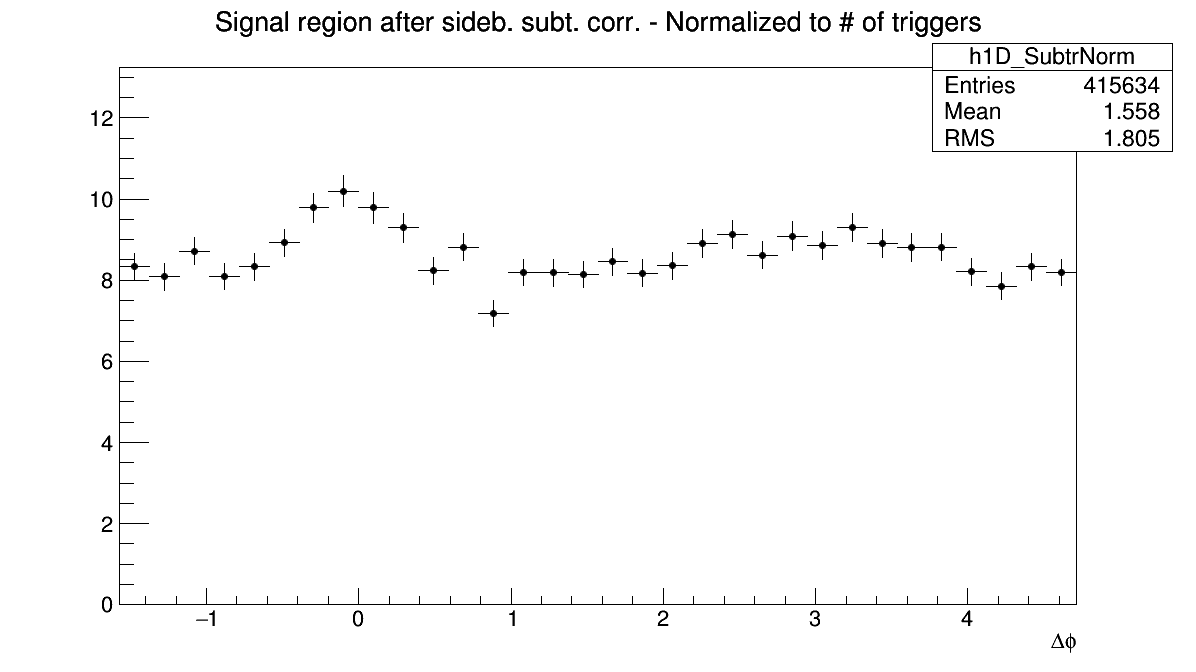 Signal region after sideb. subt. corr. - Normalized to # of triggers
h1D_SubtrNorm
Entries 415634
Mean 1.558
RMS 1.805
12
10
8
6
4
2
0
−1 0 1 2 3 4
Δϕ